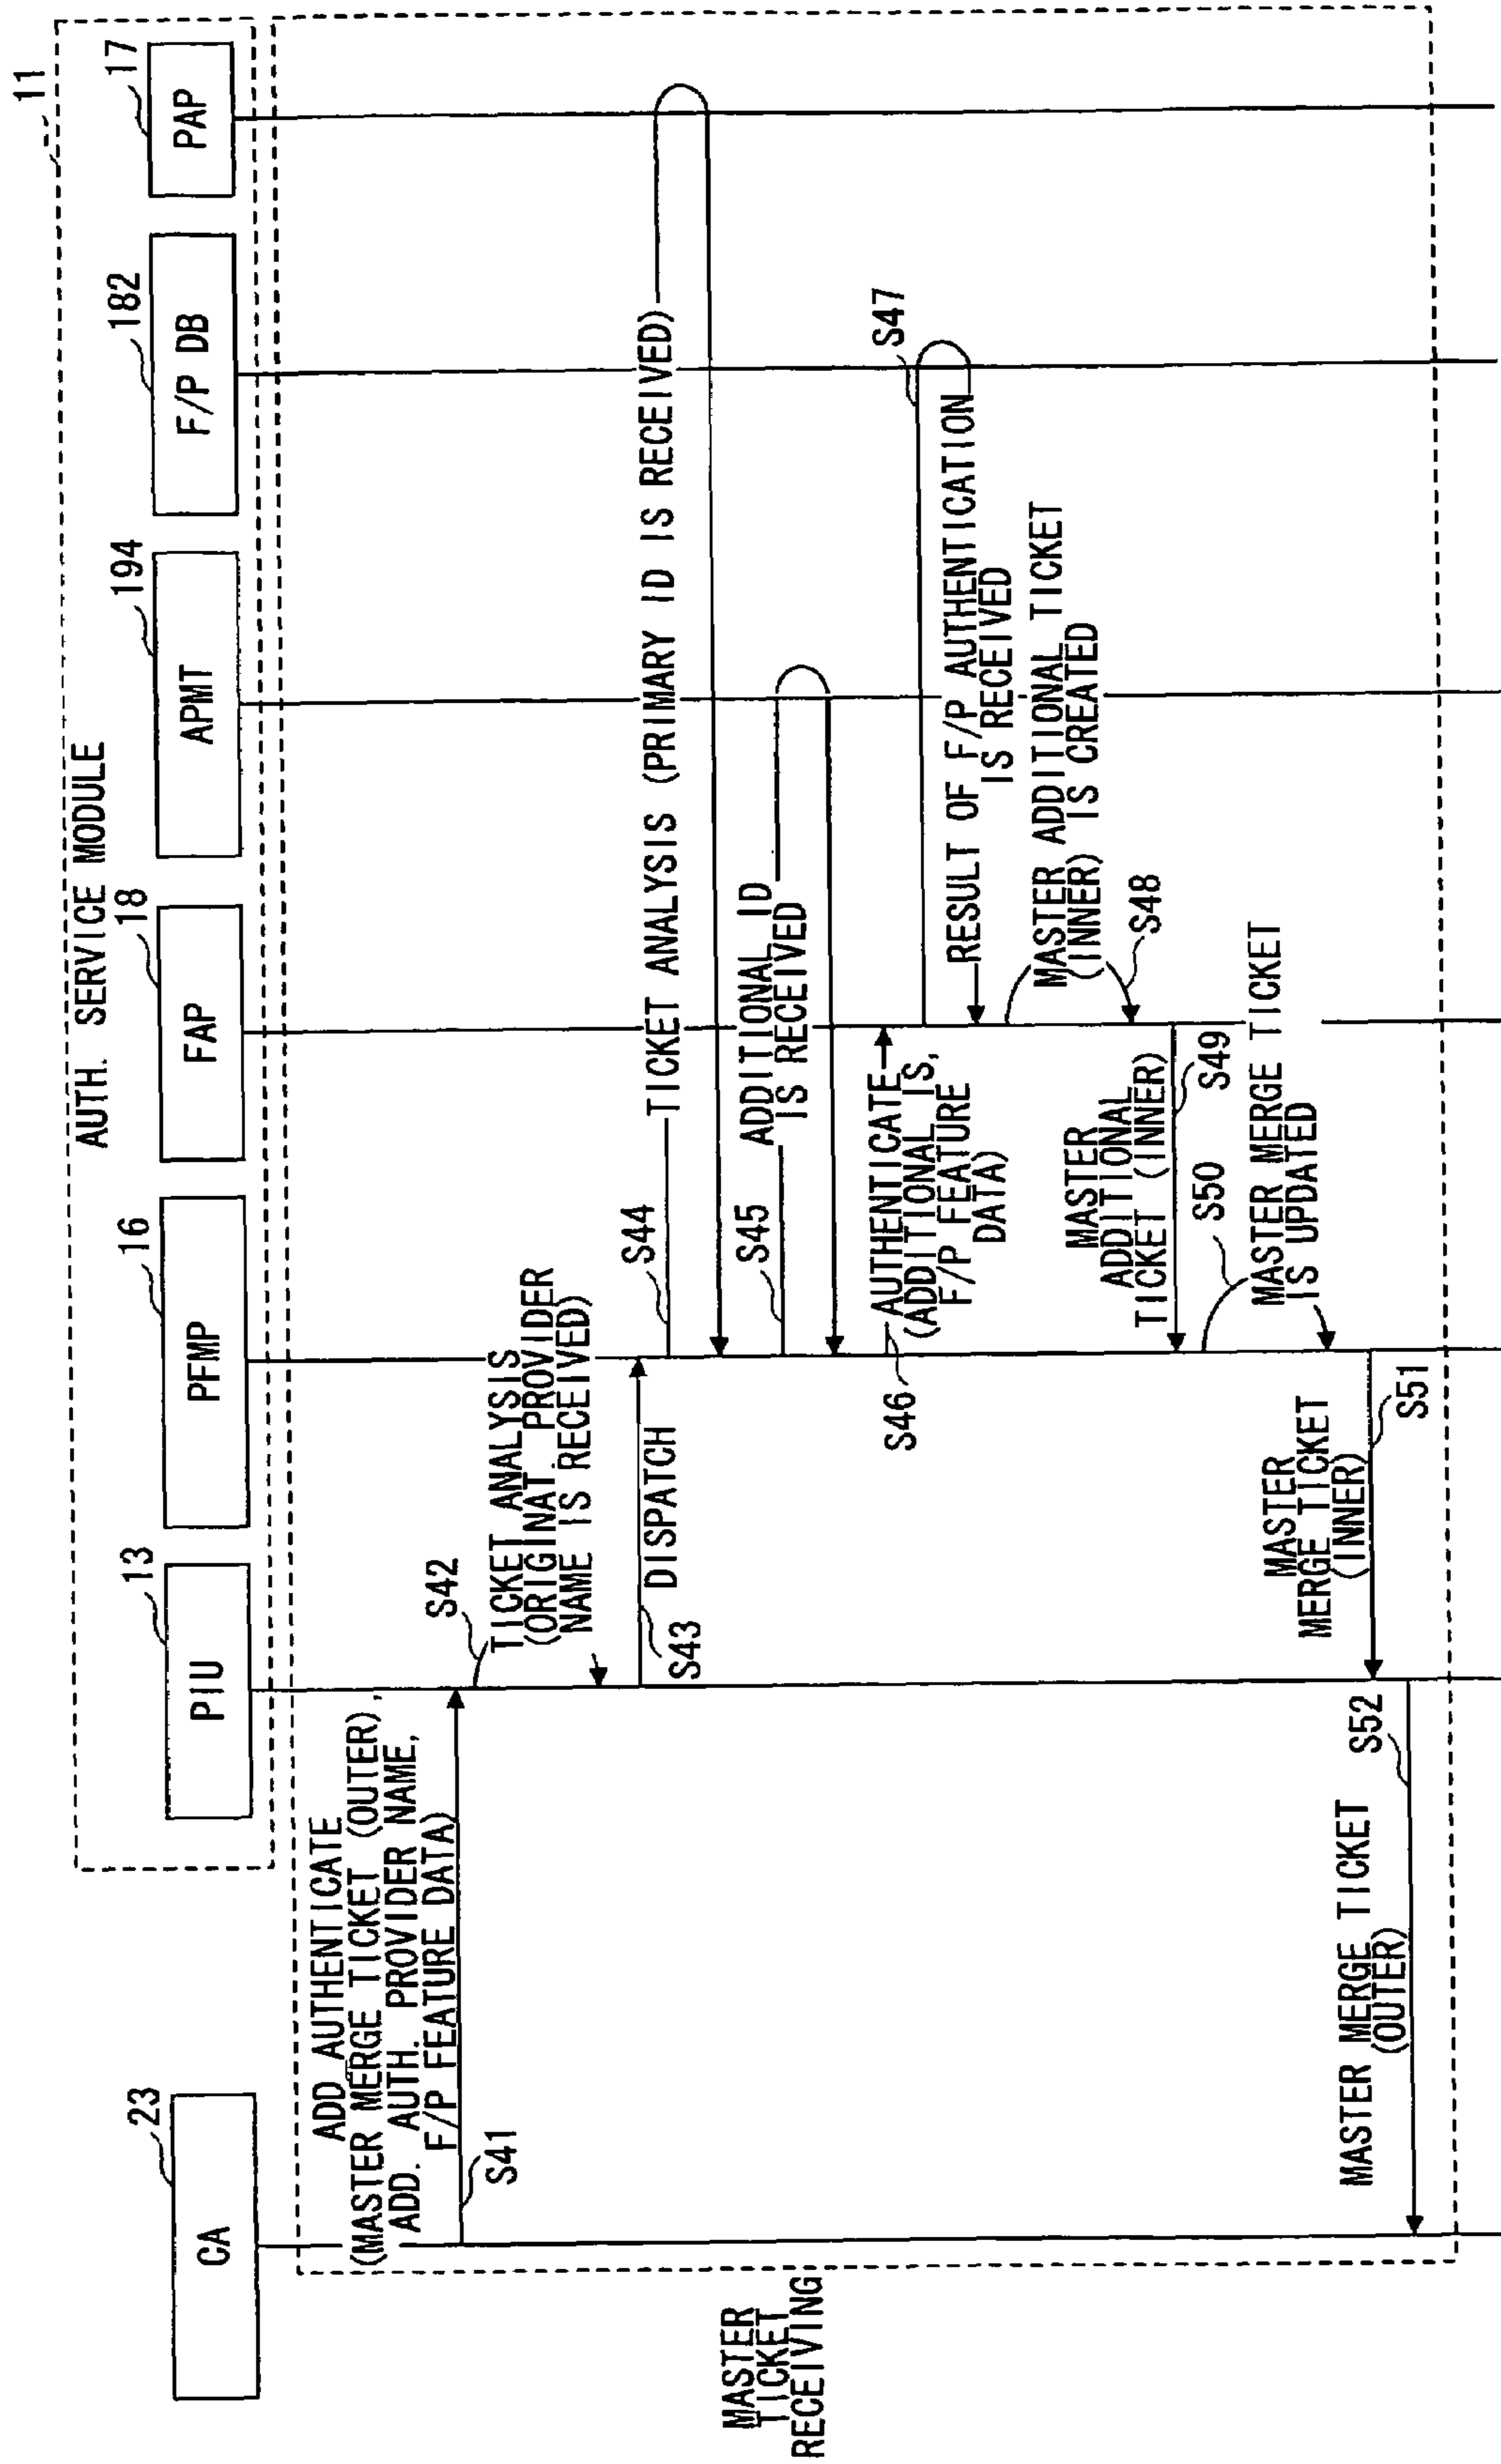 11
AUTH. SERVICE MODULE
23
CA
13
PIU
16
PFMP
18
FAP
194
APMT
182
F/P DB
17
PAP
MASTER
TICKET
RECEIVING
ADD AUTHENTICATE
(MASTER MERGE TICKET (OUTER),
ADD. AUTH. PROVIDER NAME,
F/P FEATURE DATA)
S41
S42
TICKET ANALYSIS
(ORIGINAT.PROVIDER
NAME IS RECEIVED)
S43
DISPATCH
S44
TICKET ANALYSIS (PRIMARY ID IS RECEIVED)
S45
ADDITIONAL ID
IS RECEIVED
S46
AUTHENTICATE
(ADDITIONAL IS,
F/P FEATURE
DATA)
S47
RESULT OF F/P AUTHENTICATION
IS RECEIVED
MASTER ADDITIONAL TICKET
(INNER) IS CREATED
S48
MASTER
ADDITIONAL
TICKET (INNER)
S49
S50
MASTER MERGE TICKET
IS UPDATED
MASTER
MERGE TICKET
(INNER)
S51
S52
MASTER MERGE TICKET
(OUTER)